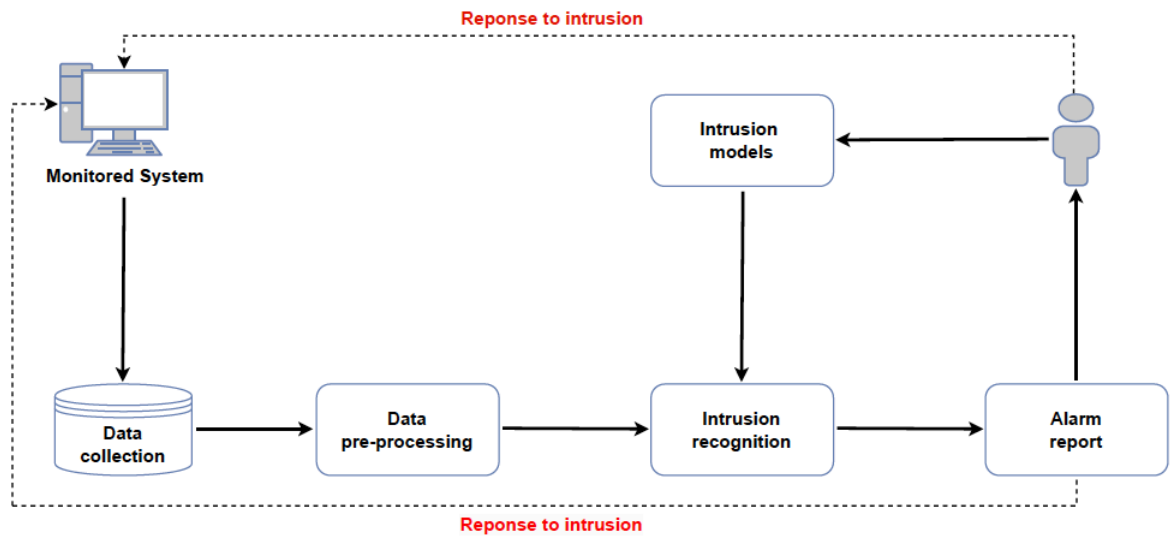 Reponse to intrusion
Monitored System
Intrusion
models
Data
collection
Data
pre-processing
Intrusion
recognition
Alarm
report
Reponse to intrusion